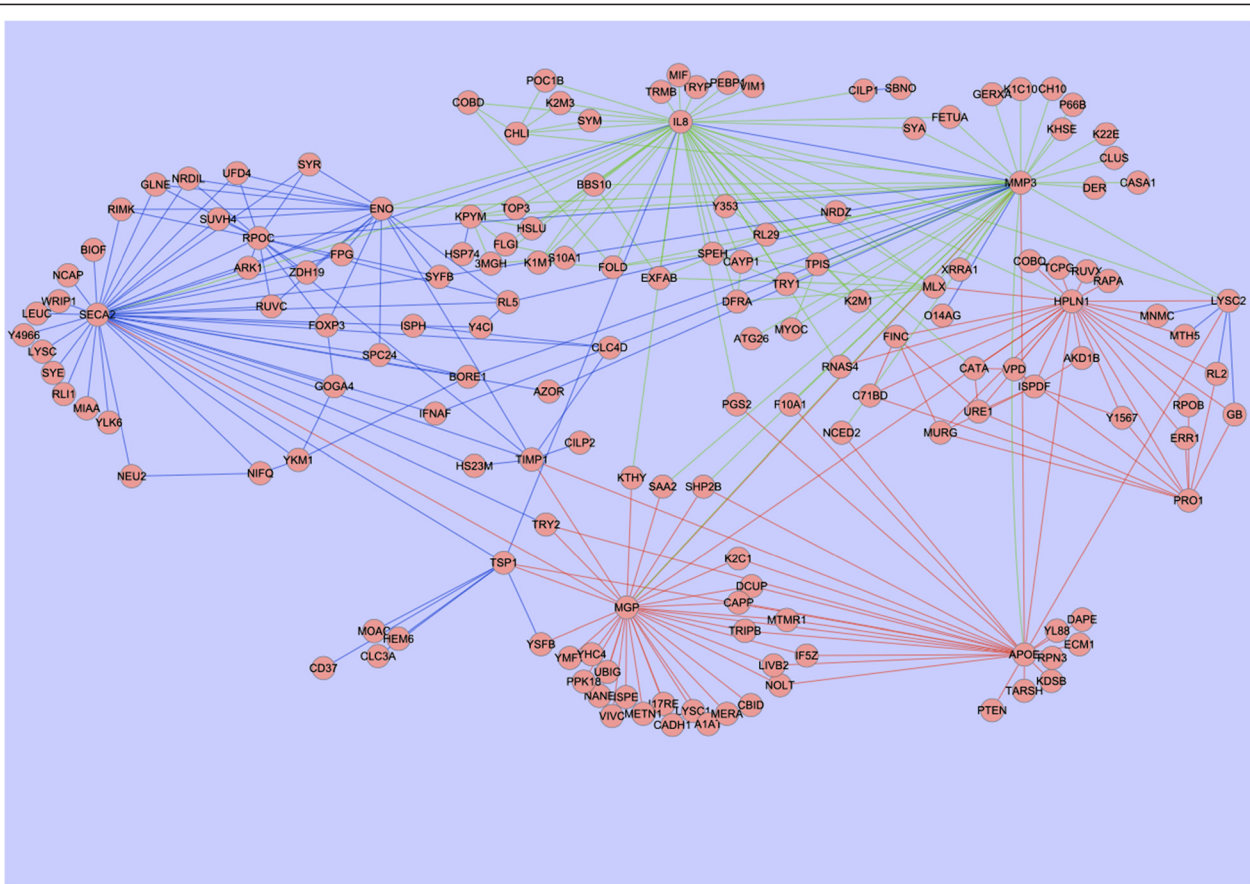 MIF
POC1B
TRMB
TRYP
PEBP1
VIM1
COBD
K2M3
SYM
CHLI
IL8
CILP1
SBNO
GERXA
K1C10
CH10
P66B
FETUA
SYA
KHSE
K22E
CLUS
DER
CASA1
MMP3
SYR
UFD4
NRDIL
GLNE
RIMK
SUVH4
ENO
RPOC
BBS10
KPYM
TOP3
HSLU
FLGI
HSP74
3MGH
K1M1
S10A1
FOLD
EXFAB
Y353
NRDZ
RL29
SPEH
CAYP1
TPIS
TRY1
BIOF
NCAP
ARK1
ZDH19
FPG
SYFB
WRIP1
LEUC
SECA2
RUVC
RL5
DFRA
K2M1
MLX
XRRA1
COBQ
TCPG
RUVX
RAPA
HPLN1
LYSC2
O14AG
MNMC
MTH5
Y4966
LYSC
FOXP3
ISPH
Y4CI
MYOC
ATG26
FINC
SYE
RLI1
MIAA
YLK6
SPC24
CLC4D
BORE1
GOGA4
AZOR
IFNAF
RNAS4
CATA
VPD
ISPDF
AKD1B
RL2
C71BD
URE1
MURG
Y1567
RPOB
GB
ERR1
PGS2
F10A1
NCED2
CILP2
TIMP1
HS23M
YKM1
NIFQ
NEU2
KTHY
SAA2
SHP2B
PRO1
TRY2
TSP1
K2C1
DCUP
CAPP
MGP
MTMR1
TRIPB
MOAC
HEM6
CLC3A
CD37
YSFB
YHC4
UBIG
PPK18
IF5Z
LIVB2
NOLT
DAPE
YL88
ECM1
APOE
RPN3
KDSB
TARSH
PTEN
VIVC
METN1
I17RE
CADH1
LYSC1
A1AT
MERA
CBID